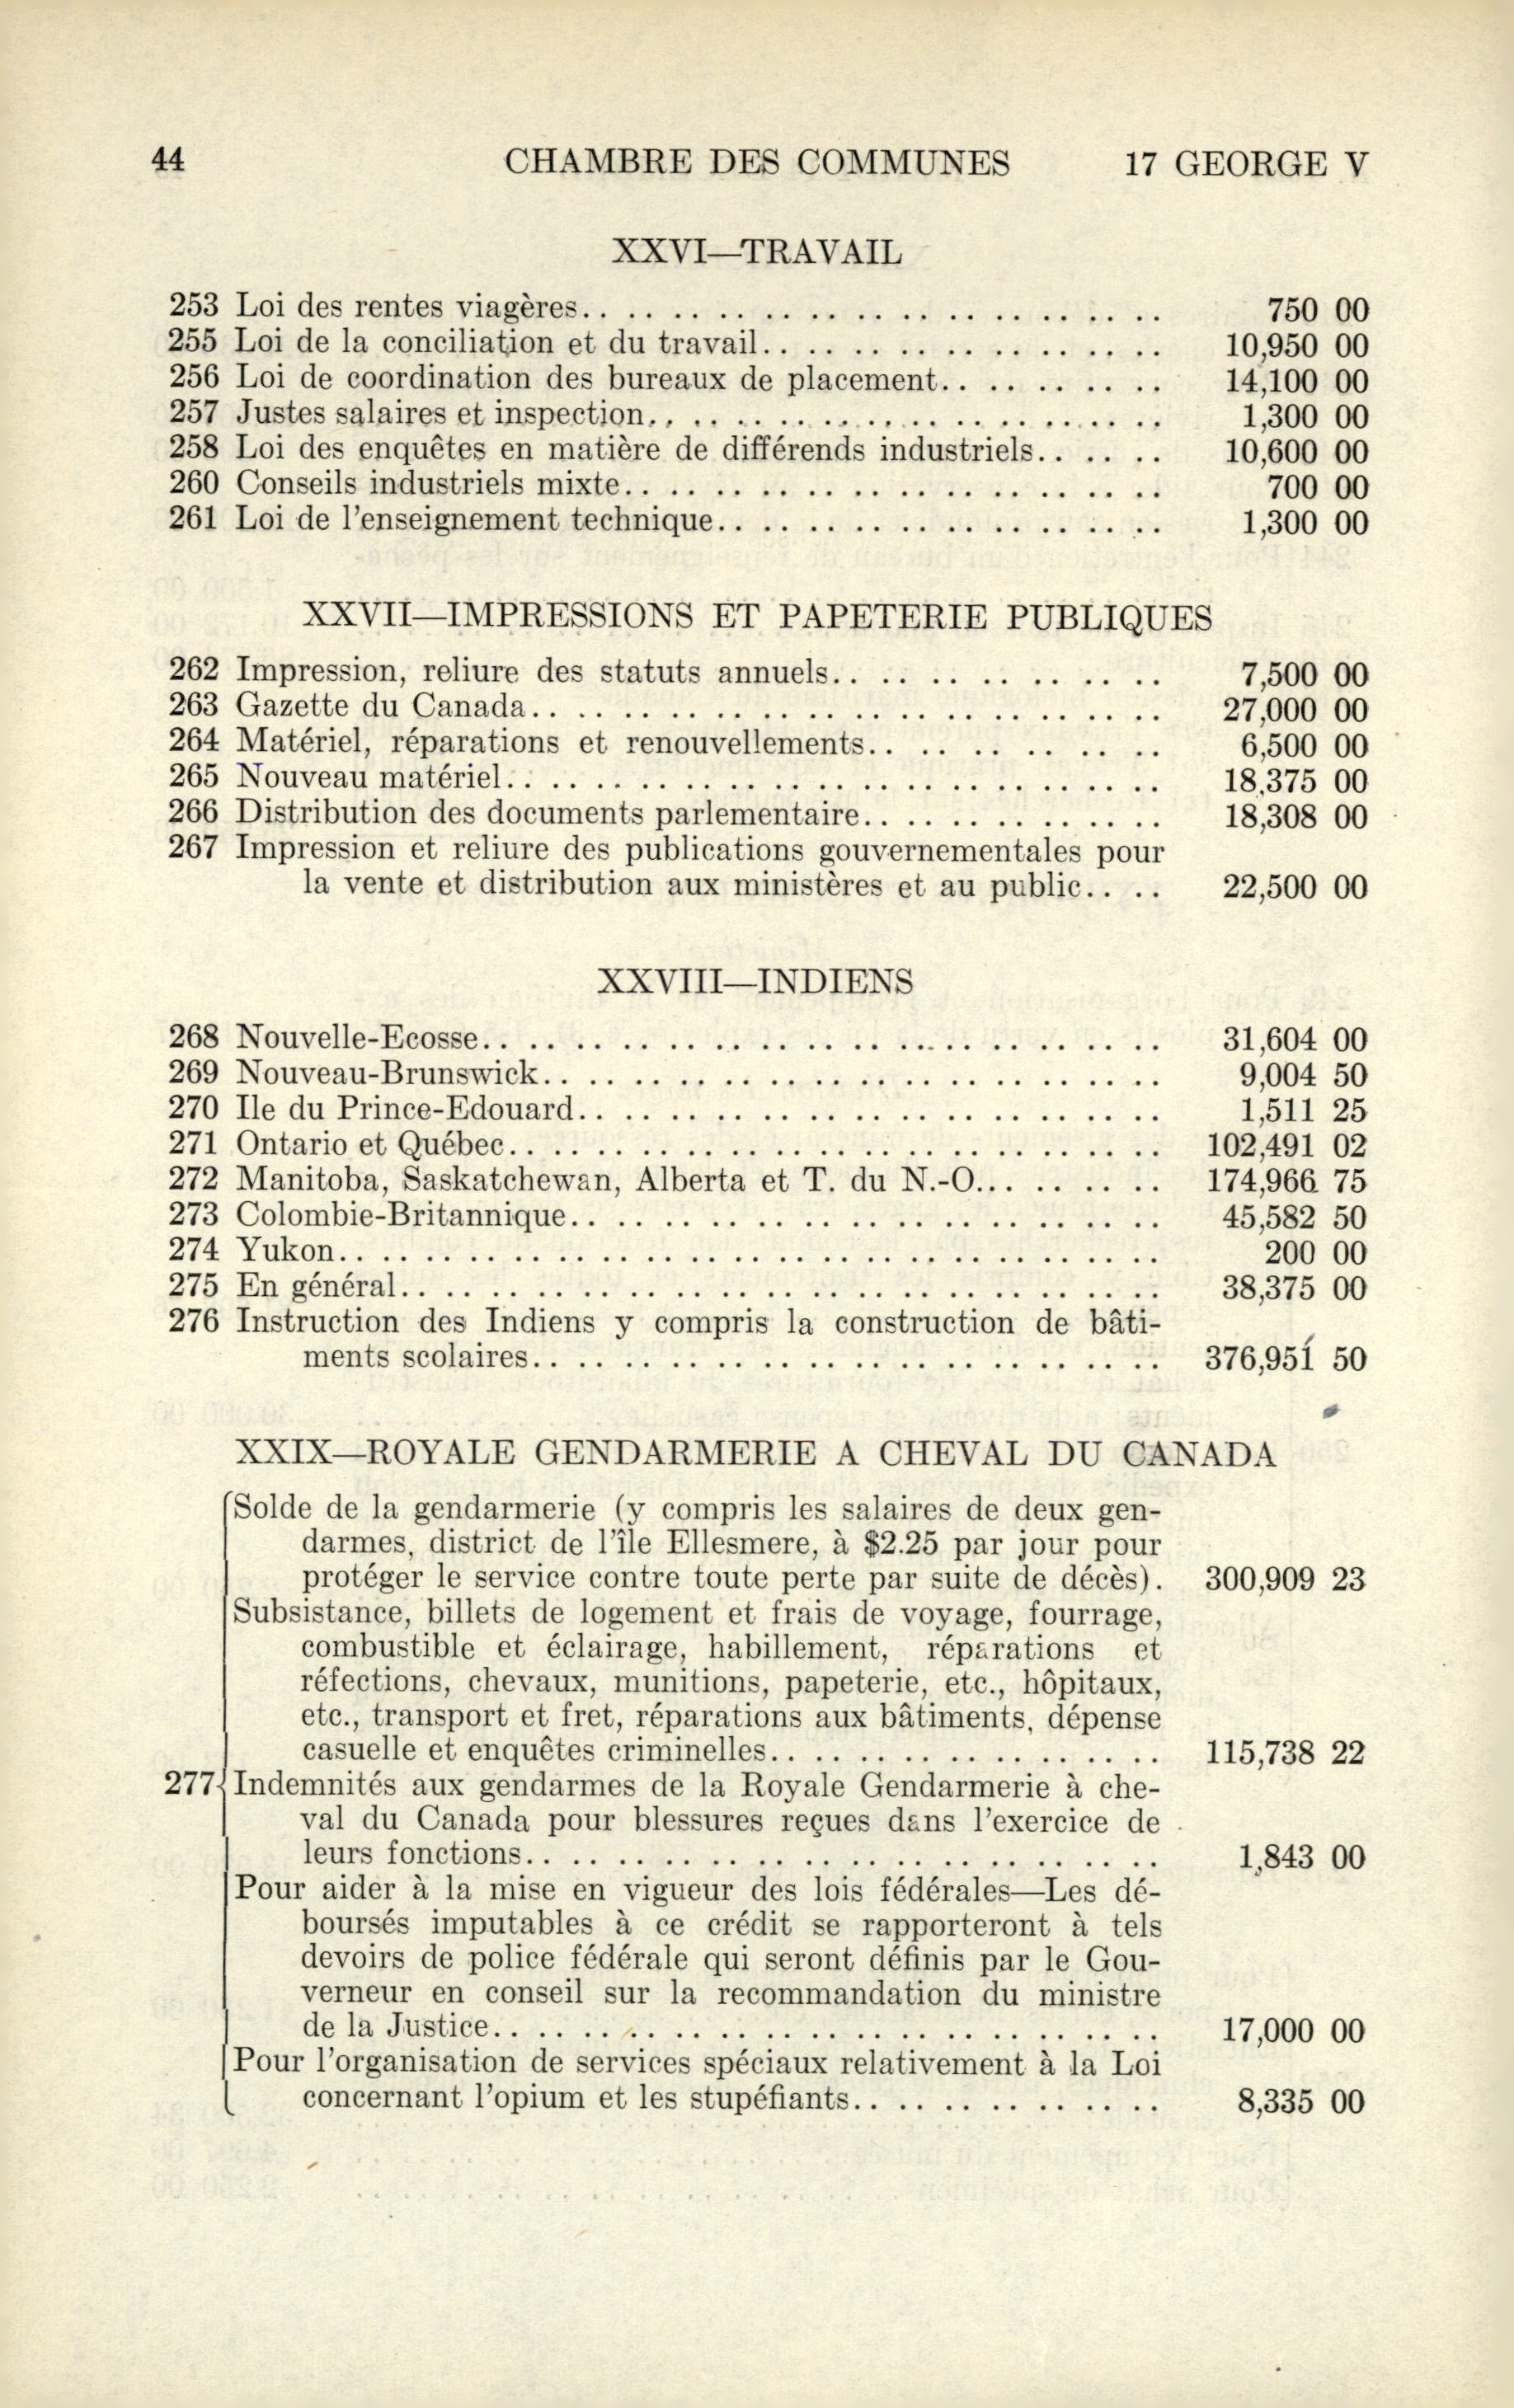 44 CHAMBRE DES COMMUNES 17 GEORGE V
XXVI—TRAVAIL
253 Loi des rentes viagères. . . . . . . . . . . . . . . . . . . . 750 00
255 Loi de la conciliation et du travail. . . . . . . . . . . . . . 10,950 00
256 Loi de coordination des bureaux de placement. . . . . . . . . 14,100 00
257 Justes salaires et inspection. . . . . . . . . . . . . . . . . 1,300 00
258 Loi des enquêtes en matière de différends industriels. . . . . . 10,600 00
260 Conseils industriels mixte. . . . . . . . . . . . . . . . . . . 700 00
261 Loi de l'enseignement technique. . . . . . . . . . . . . . . . 1,300 00
XXVII—IMPRESSIONS ET PAPETERIE PUBLIQUES
262 Impression, reliure des statuts annuels. . . . . . . . . . . . 7,500 00
263 Gazette du Canada. . . . . . . . . . . . . . . . . . . . . . 27,000 00
264 Matériel, réparations et renouvellements. . . . . . . . . . . . 6,500 00
265 Nouveau matériel. . . . . . . . . . . . . . . . . . . . . . . 18,375 00
266 Distribution des documents parlementaire. . . . . . . . . . . . 18,308 00
267 Impression et reliure des publications gouvernementales pour
la vente et distribution aux ministères et au public. . . . 22,500 00
XXVIII—INDIENS
268 Nouvelle-Ecosse. . . . . . . . . . . . . . . . . . . . . . . 31,604 00
269 Nouveau-Brunswick. . . . . . . . . . . . . . . . . . . . . . 9,004 50
270 Ile du Prince-Edouard. . . . . . . . . . . . . . . . . . . . 1,511 25
271 Ontario et Québec. . . . . . . . . . . . . . . . . . . . . . 102,491 02
272 Manitoba, Saskatchewan, Alberta et T. du N.-O.. . . . . . . . . 174,966 75
273 Colombie-Britannique. . . . . . . . . . . . . . . . . . . . . 45,582 50
274 Yukon. . . . . . . . . . . . . . . . . . . . . . . . . . . . 200 00
275 En général. . . . . . . . . . . . . . . . . . . . . . . . . . 38,375 00
276 Instruction des Indiens y compris la construction de bâti-
ments scolaires. . . . . . . . . . . . . . . . . . . . . . 376,951 50
XXIX—ROYALE GENDARMERIE A CHEVAL DU CANADA
Solde de la gendarmerie (y compris les salaires de deux gen-
darmes, district de l'île Ellesmere, à $2.25 par jour pour
protéger le service contre toute perte par suite de décès). 300,909 23
Subsistance, billets de logement et frais de voyage, fourrage,
combustible et éclairage, habillement, réparations et
réfections, chevaux, munitions, papeterie, etc., hôpitaux,
etc., transport et fret, réparations aux bâtiments, dépense
casuelle et enquêtes criminelles. . . . . . . . . . . . . . 115,738 22
277 Indemnités aux gendarmes de la Royale Gendarmerie à che-
val du Canada pour blessures reçues dans l'exercice de
leurs fonctions. . . . . . . . . . . . . . . . . . . . . . 1,843 00
Pour aider à la mise en vigueur des lois fédérales—Les dé-
boursés imputables à ce crédit se rapporteront à tels
devoirs de police fédérale qui seront définis par le Gou-
verneur en conseil sur la recommandation du ministre
de la Justice. . . . . . . . . . . . . . . . . . . . . . . 17,000 00
Pour l'organisation de services spéciaux relativement à la Loi
concernant l'opium et les stupéfiants. . . . . . . . . . . . 8,335 00